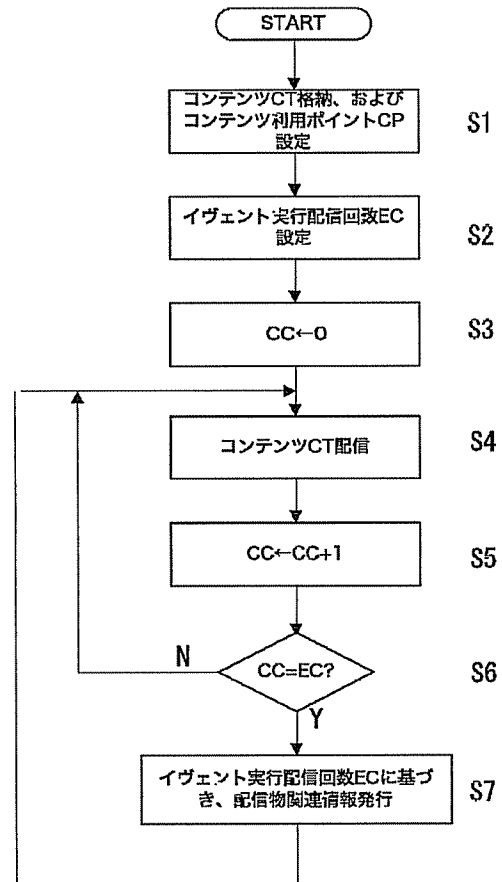 START
コンテンツCT格納、および
コンテンツ利用ポイントCP
設定
S1
イヴェント実行配信回数EC
設定
S2
CC←0
S3
コンテンツCT配信
S4
CC←CC+1
S5
CC=EC?
S6
N
Y
イヴェント実行配信回数ECに基づ
き、配信物関連情報発行
S7